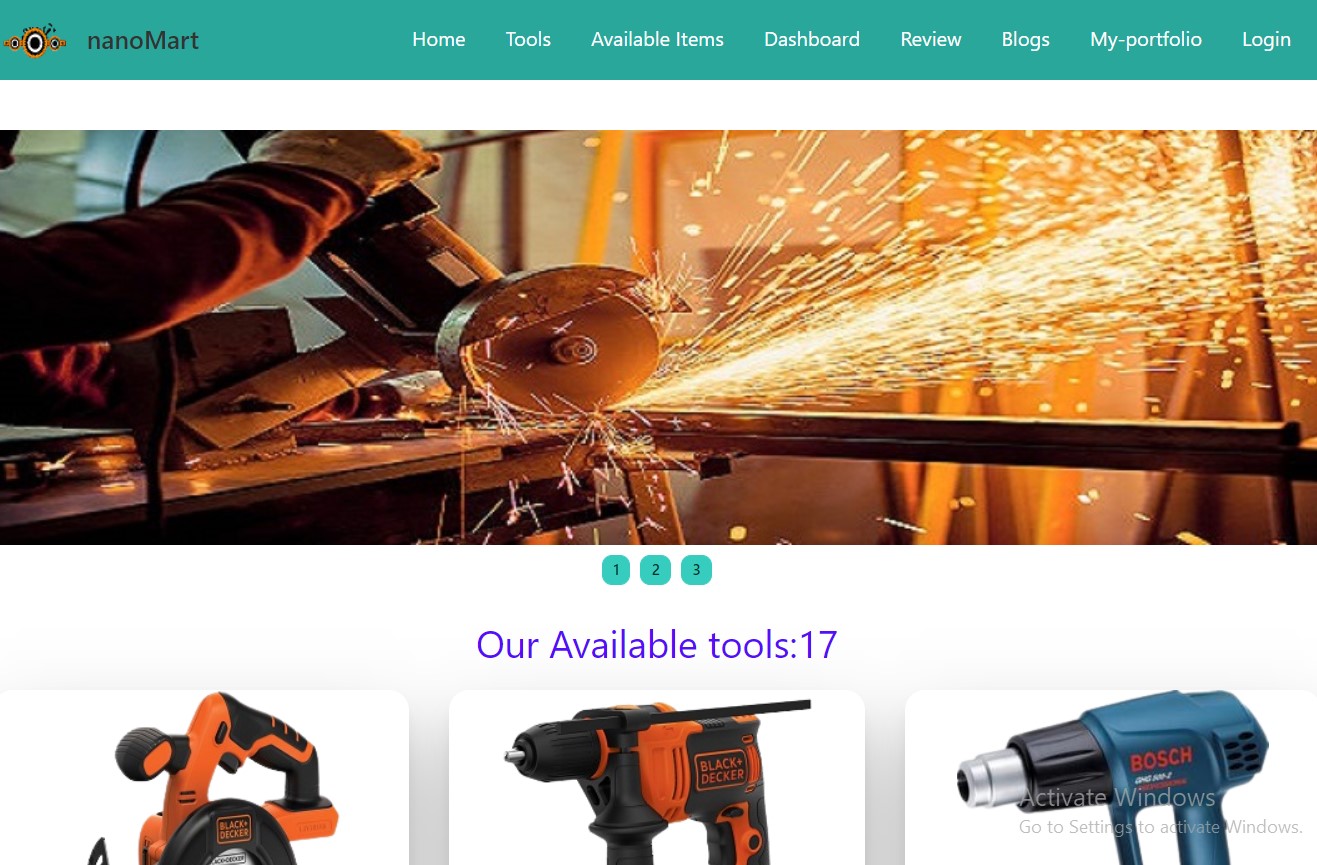 nanoMart
Home
Tools
Available Items
Dashboard
Review
Blogs
My-portfolio
Login
1
2
3
Our Available tools:17
BLACK+
DECKER
BLACK+
DECKER
BOSCH
Activate Windows
Go to Settings to activate Windows.